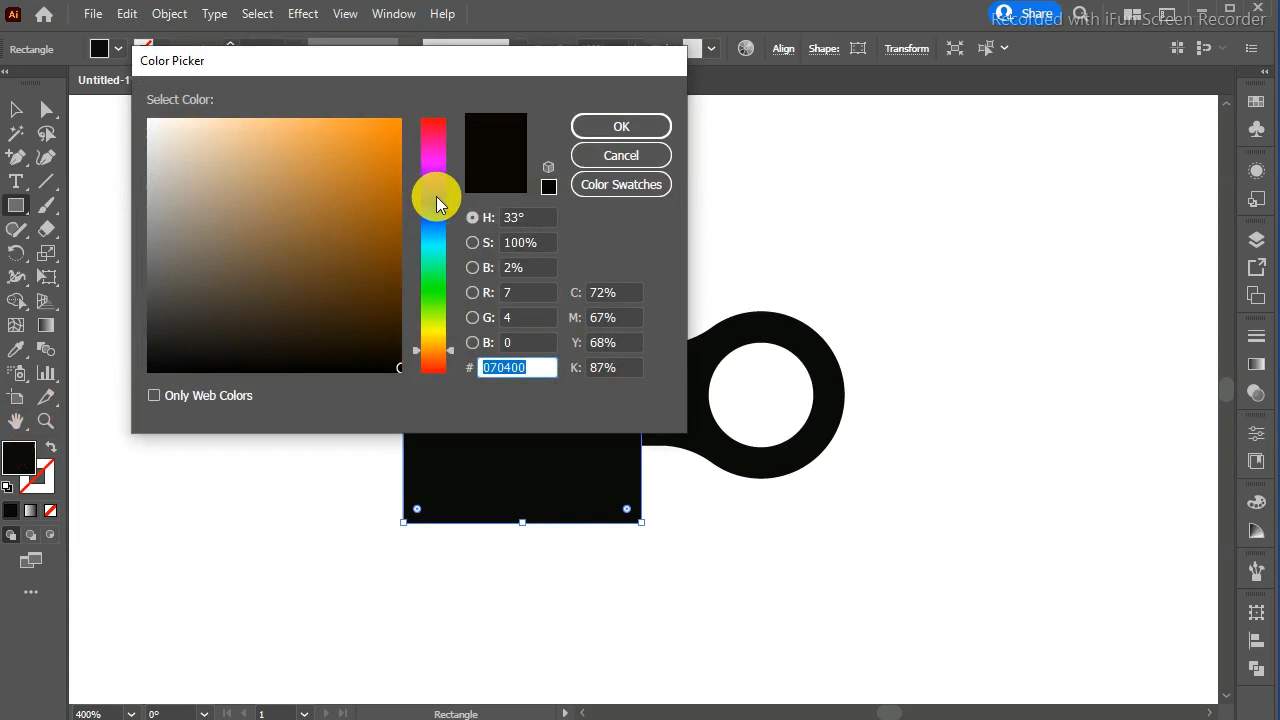 Ai File Edit Object Type Select Effect View Window Help Share
Recorded with iFun Screen Recorder
Rectangle Align Shape: Transform
Untitled-1
Color Picker
Select Color:
OK
Cancel
Color Swatches
H: 33°
S: 100%
B: 2%
R: 7 C: 72%
G: 4 M: 67%
B: 0 Y: 68%
# 070400 K: 87%
Only Web Colors
400% 0° 1 Rectangle